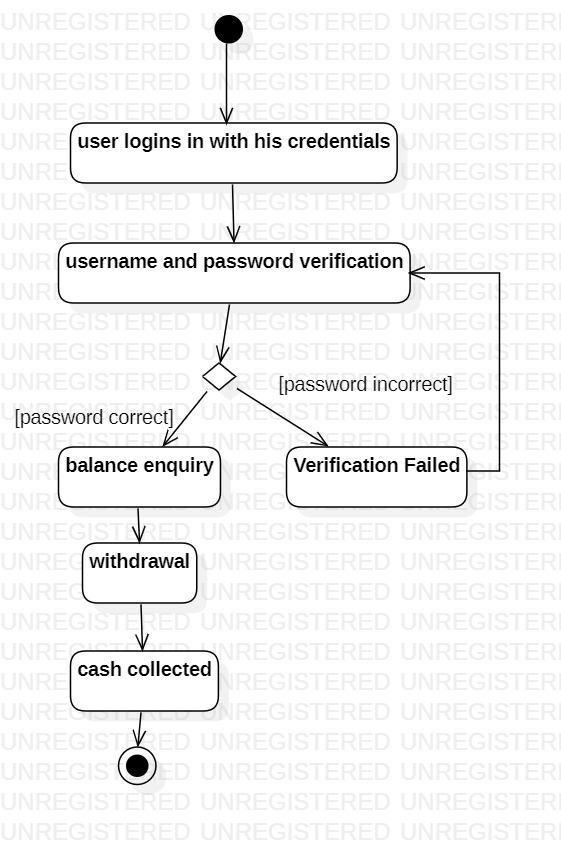 user logins in with his credentials
username and password verification
[password incorrect]
[password correct]
balance enquiry
Verification Failed
withdrawal
cash collected
UNREGISTERED